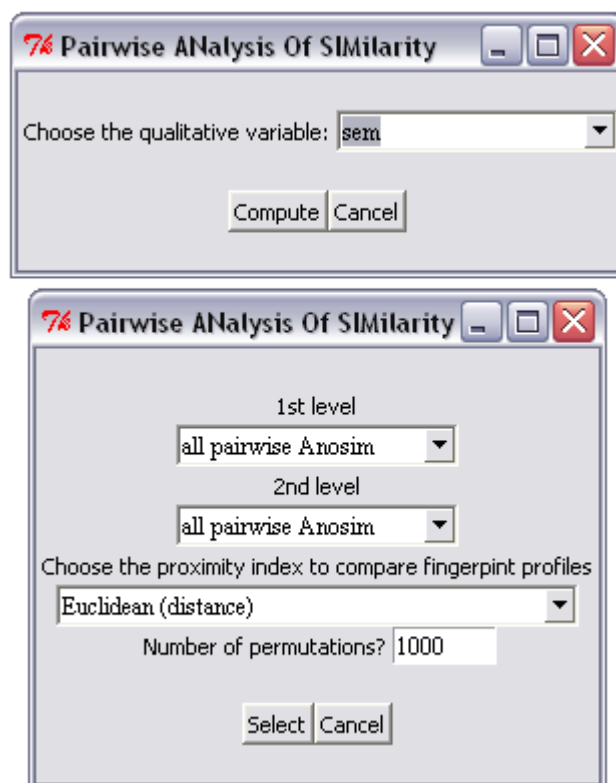 Pairwise ANalysis Of SIMilarity
Choose the qualitative variable: sem
Compute Cancel
Pairwise ANalysis Of SIMilarity
1st level
all pairwise Anosim
2nd level
all pairwise Anosim
Choose the proximity index to compare fingerpint profiles
Euclidean (distance)
Number of permutations? 1000
Select Cancel